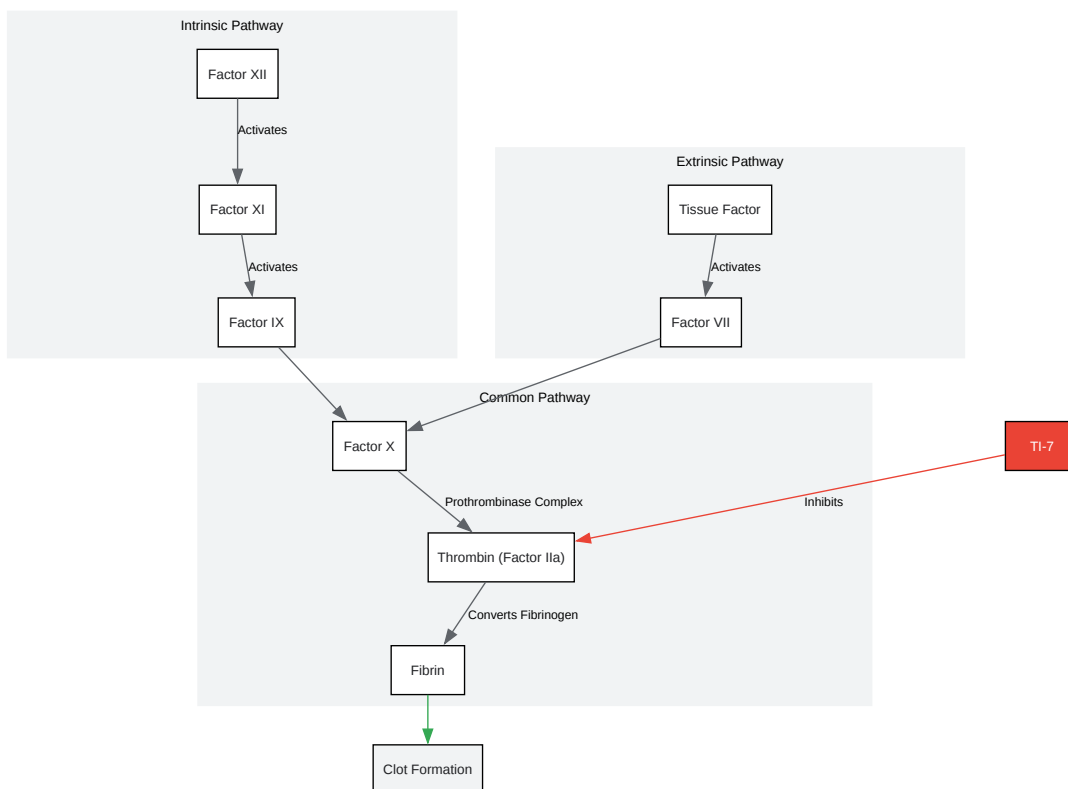 Intrinsic Pathway
Factor XII
Activates
Extrinsic Pathway
Factor XI
Tissue Factor
Activates
Activates
Factor IX
Factor VII
Common Pathway
Factor X
TI-7
Prothrombinase Complex
Inhibits
Thrombin (Factor IIa)
Converts Fibrinogen
Fibrin
Clot Formation